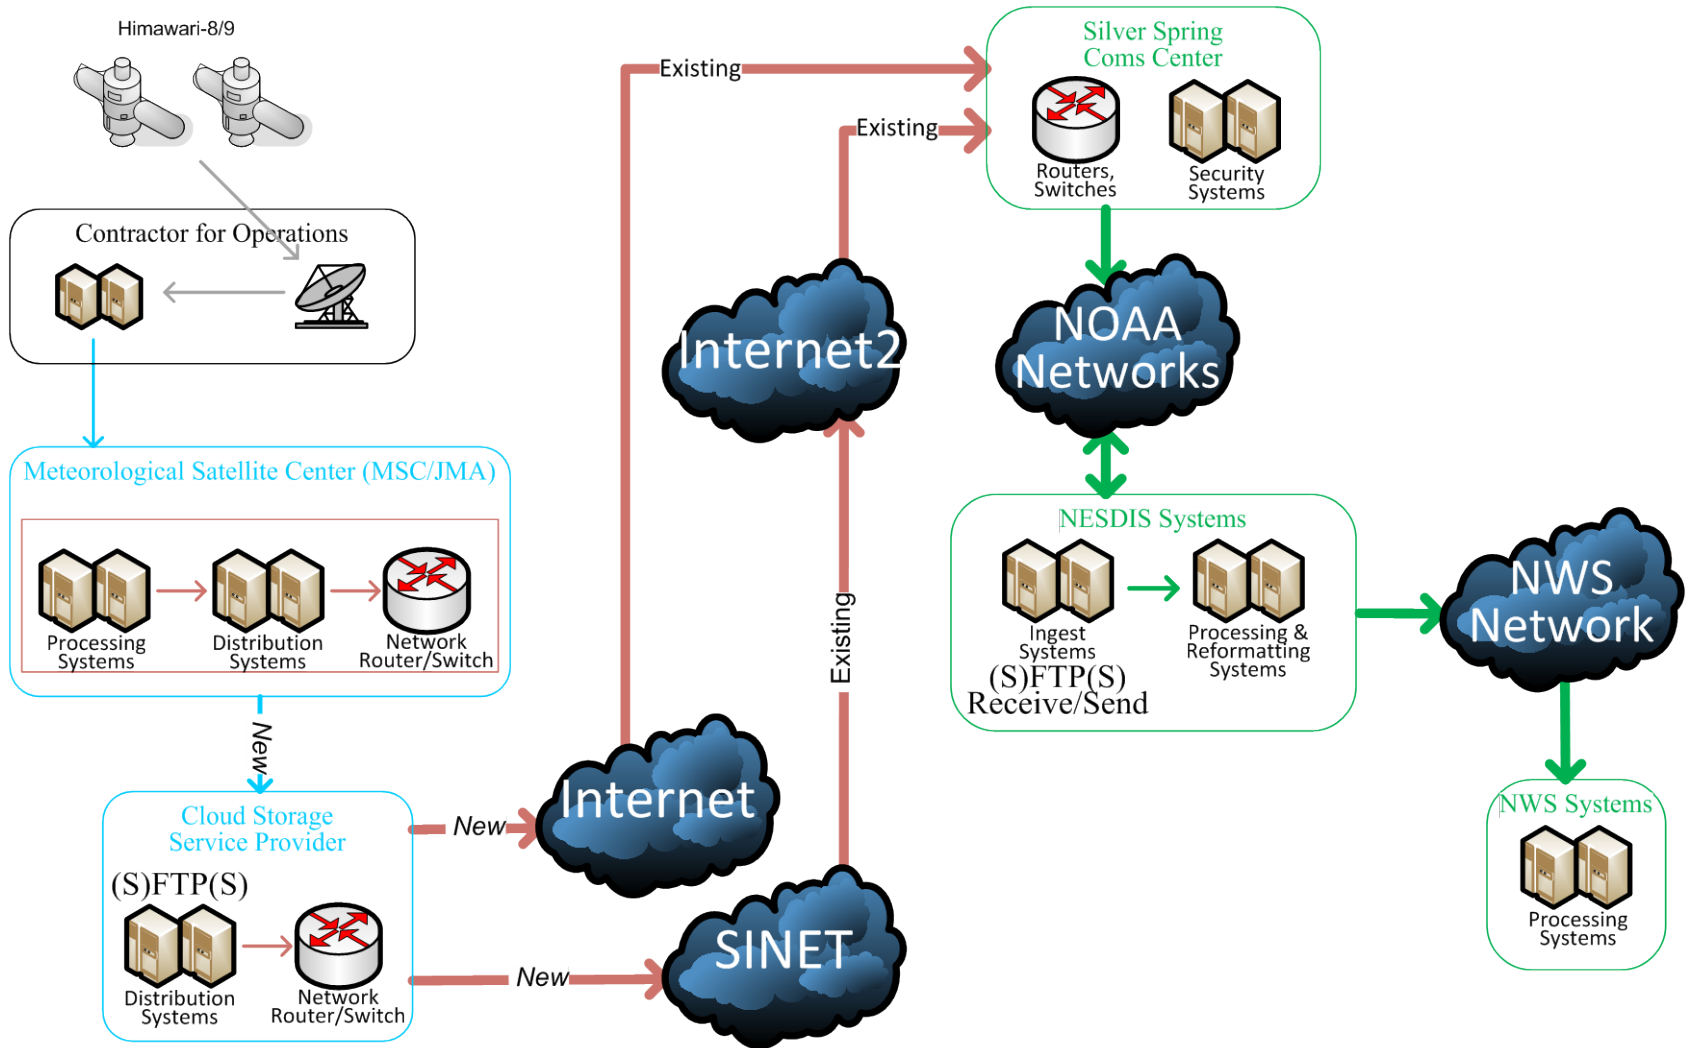 Himawari-8/9
Contractor for Operations
Meteorological Satellite Center (MSC/JMA)
Processing
Systems
Distribution
Systems
Network
Router/Switch
New
Cloud Storage
Service Provider
(S)FTP(S)
Distribution
Systems
Network
Router/Switch
New
New
Internet
SINET
Existing
Internet2
Existing
Existing
Silver Spring
Coms Center
Routers,
Switches
Security
Systems
NOAA
Networks
NESDIS Systems
Ingest
Systems
(S)FTP(S)
Receive/Send
Processing &
Reformatting
Systems
NWS
Network
NWS Systems
Processing
Systems